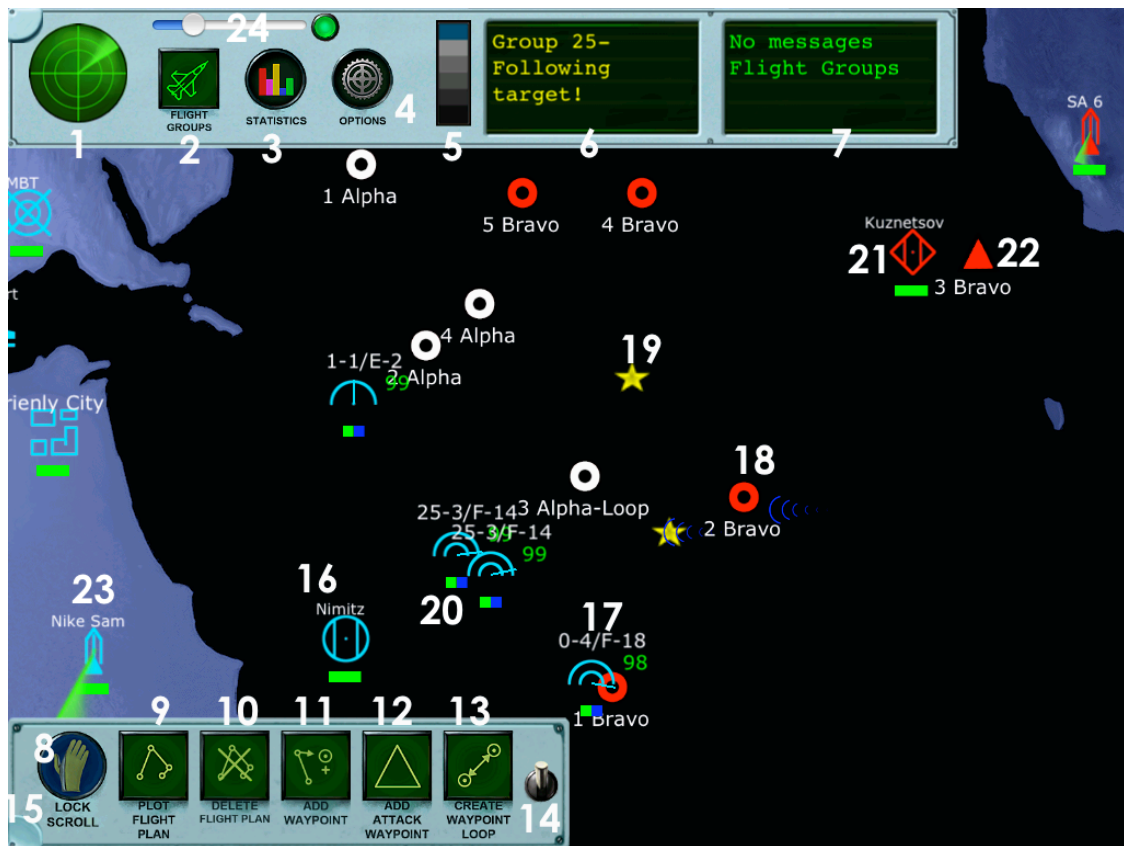 24
Group 25-
Following
target!
No messages
Flight Groups
FLIGHT
GROUPS
STATISTICS
OPTIONS
4
1
2
3
5
6
7
SA 6
MBT
1 Alpha
5 Bravo
4 Bravo
Kuznetsov
21
22
3 Bravo
rt
4 Alpha
19
1-1/E-2
2 Alpha
99
rienly City
18
3 Alpha-Loop
25-3/F-14
99
25-3/F-14
99
2 Bravo
16
23
20
Nimitz
17
Nike Sam
0-4/F-18
98
1 Bravo
8
9
10
11
12
13
15
LOCK
SCROLL
PLOT
FLIGHT
PLAN
DELETE
FLIGHT PLAN
ADD
WAYPOINT
ADD
ATTACK
WAYPOINT
CREATE
WAYPOINT
LOOP
14